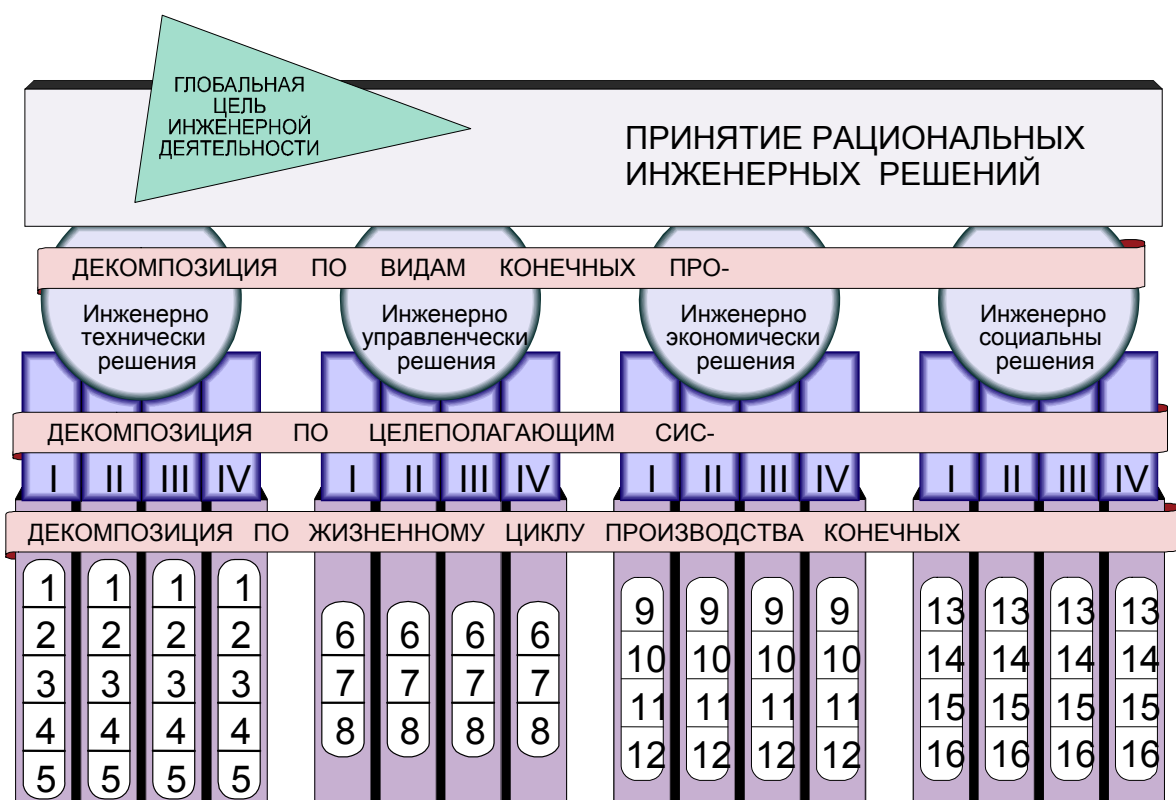 ГЛОБАЛЬНАЯ
ЦЕЛЬ
ИНЖЕНЕРНОЙ
ДЕЯТЕЛЬНОСТИ
ПРИНЯТИЕ РАЦИОНАЛЬНЫХ
ИНЖЕНЕРНЫХ РЕШЕНИЙ
ДЕКОМПОЗИЦИЯ ПО ВИДАМ КОНЕЧНЫХ ПРО-
Инженерно
технически
решения
Инженерно
управленчески
решения
Инженерно
экономически
решения
Инженерно
социальны
решения
ДЕКОМПОЗИЦИЯ ПО ЦЕЛЕПОЛАГАЮЩИМ СИС-
I II III IV I II III IV I II III IV I II III IV
ДЕКОМПОЗИЦИЯ ПО ЖИЗНЕННОМУ ЦИКЛУ ПРОИЗВОДСТВА КОНЕЧНЫХ
1 1 1 1
2 2 2 2
3 3 3 3
4 4 4 4
5 5 5 5
6 6 6 6
7 7 7 7
8 8 8 8
9 9 9 9
10 10 10 10
11 11 11 11
12 12 12 12
13 13 13 13
14 14 14 14
15 15 15 15
16 16 16 16